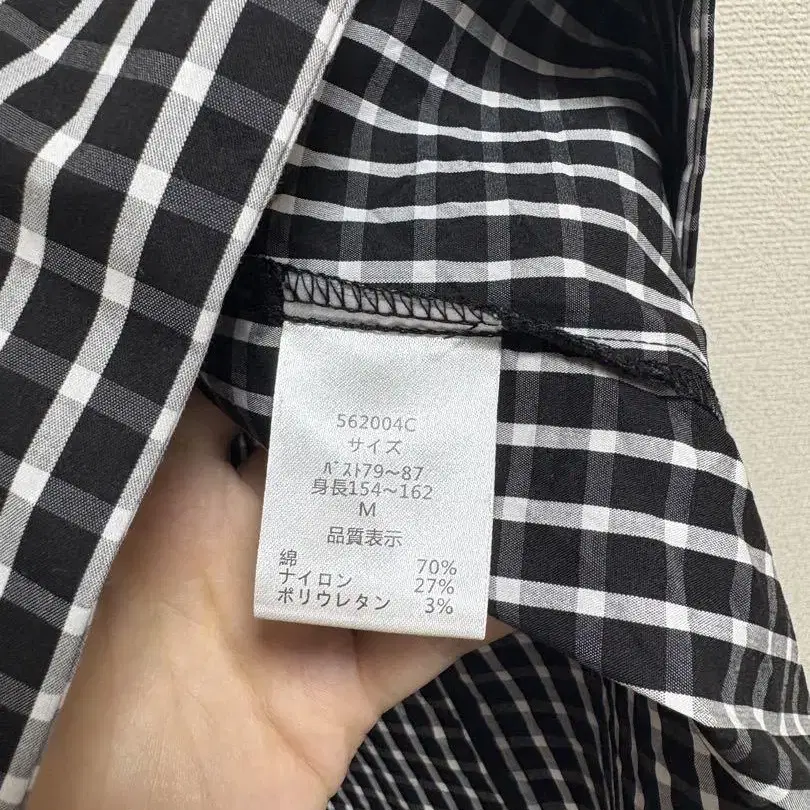 562004C
サイズ
ﾊﾞｽﾄ79～87
身長154～162
M
品質表示
綿 70%
ナイロン 27%
ポリウレタン 3%